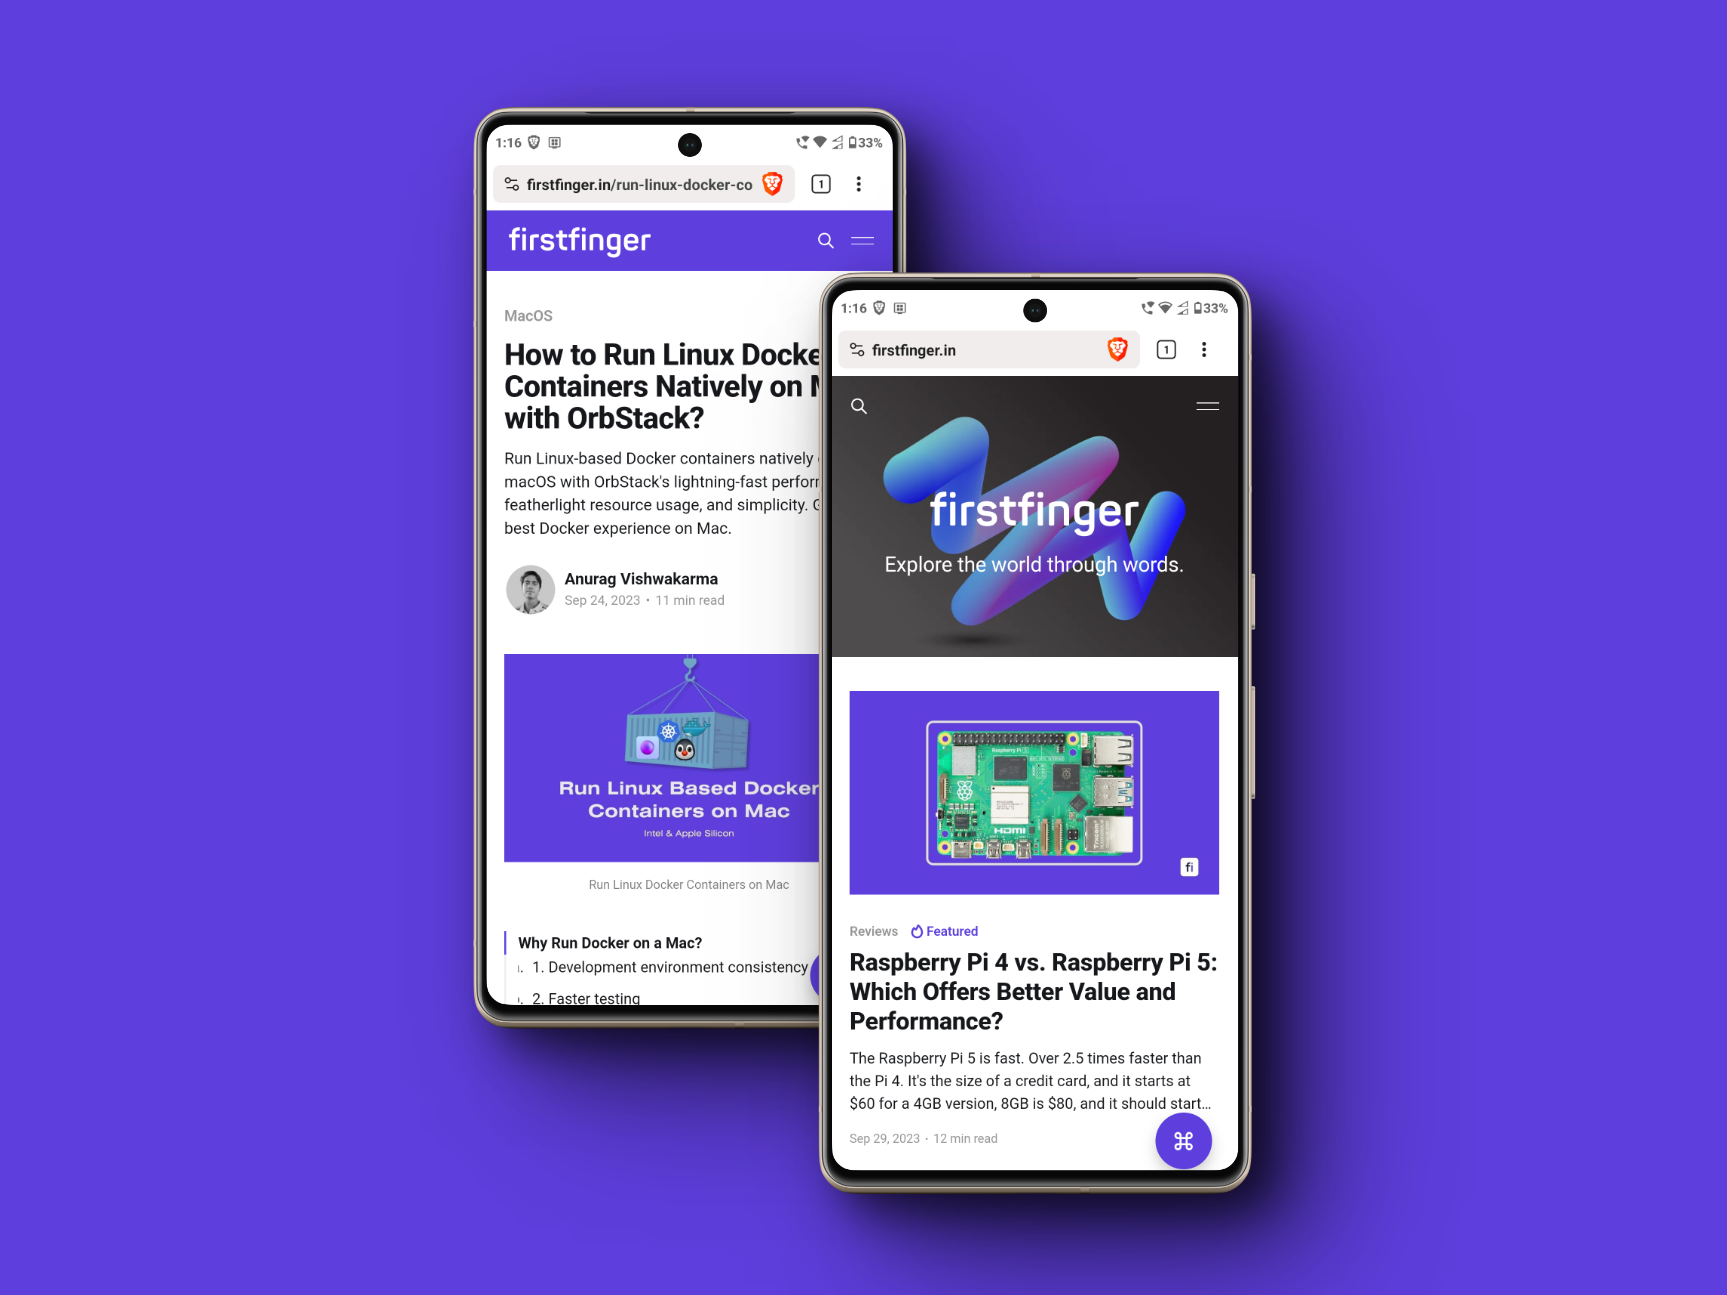 1:16
33%
firstfinger.in/run-linux-docker-co
1
firstfinger
MacOS
How to Run Linux Docke
Containers Natively on M
with OrbStack?
Run Linux-based Docker containers natively
macOS with OrbStack's lightning-fast perform
featherlight resource usage, and simplicity. G
best Docker experience on Mac.
Anurag Vishwakarma
Sep 24, 2023 • 11 min read
Run Linux Based Docker
Containers on Mac
Intel & Apple Silicon
Run Linux Docker Containers on Mac
Why Run Docker on a Mac?
1. Development environment consistency
2. Faster testing
1:16
33%
firstfinger.in
1
firstfinger
Explore the world through words.
Raspberry Pi 5
HDMI
Trxcom
fi
Reviews Featured
Raspberry Pi 4 vs. Raspberry Pi 5:
Which Offers Better Value and
Performance?
The Raspberry Pi 5 is fast. Over 2.5 times faster than
the Pi 4. It's the size of a credit card, and it starts at
$60 for a 4GB version, 8GB is $80, and it should start...
Sep 29, 2023 • 12 min read